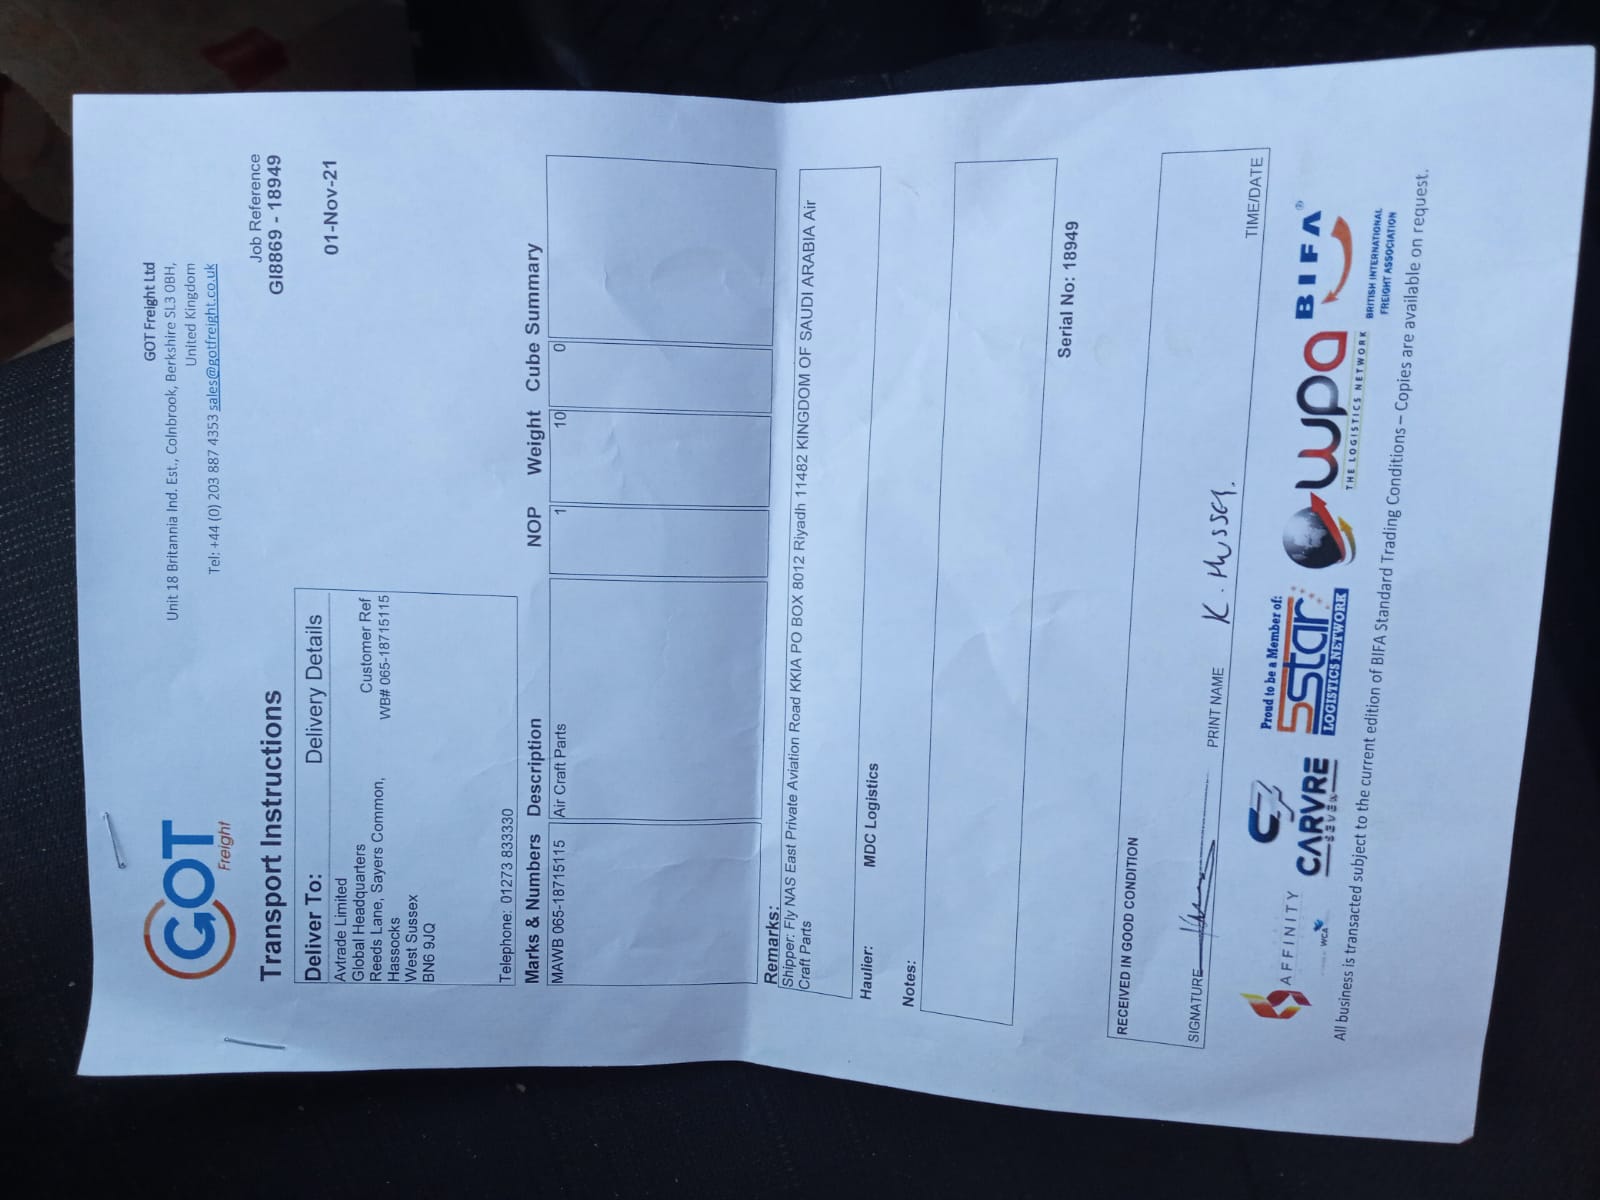 GOT
Freight
GOT Freight Ltd
Unit 18 Britannia Ind. Est., Colnbrook, Berkshire SL3 0BH,
United Kingdom
Tel: +44 (0) 203 887 4353 sales@gotfreight.co.uk
Transport Instructions
Job Reference
GI8869 - 18949
Deliver To: Delivery Details
01-Nov-21
Avtrade Limited
Global Headquarters
Reeds Lane, Sayers Common,
Hassocks
West Sussex
BN6 9JQ
Customer Ref
WB# 065-18715115
Telephone: 01273 833330
Marks & Numbers Description NOP Weight Cube Summary
MAWB 065-18715115 Air Craft Parts 1 10 0
Remarks:
Shipper: Fly NAS East Private Aviation Road KKIA PO BOX 8012 Riyadh 11482 KINGDOM OF SAUDI ARABIA Air
Craft Parts
Haulier: MDC Logistics
Notes:
Serial No: 18949
RECEIVED IN GOOD CONDITION
SIGNATURE PRINT NAME K. TIME/DATE
Proud to be a Member of:
AFFINITY
WCA
CARVRE
SEVEN
5star
LOGISTICS NETWORK
wpa
THE LOGISTICS NETWORK
BIFA®
BRITISH INTERNATIONAL
FREIGHT ASSOCIATION
All business is transacted subject to the current edition of BIFA Standard Trading Conditions – Copies are available on request.